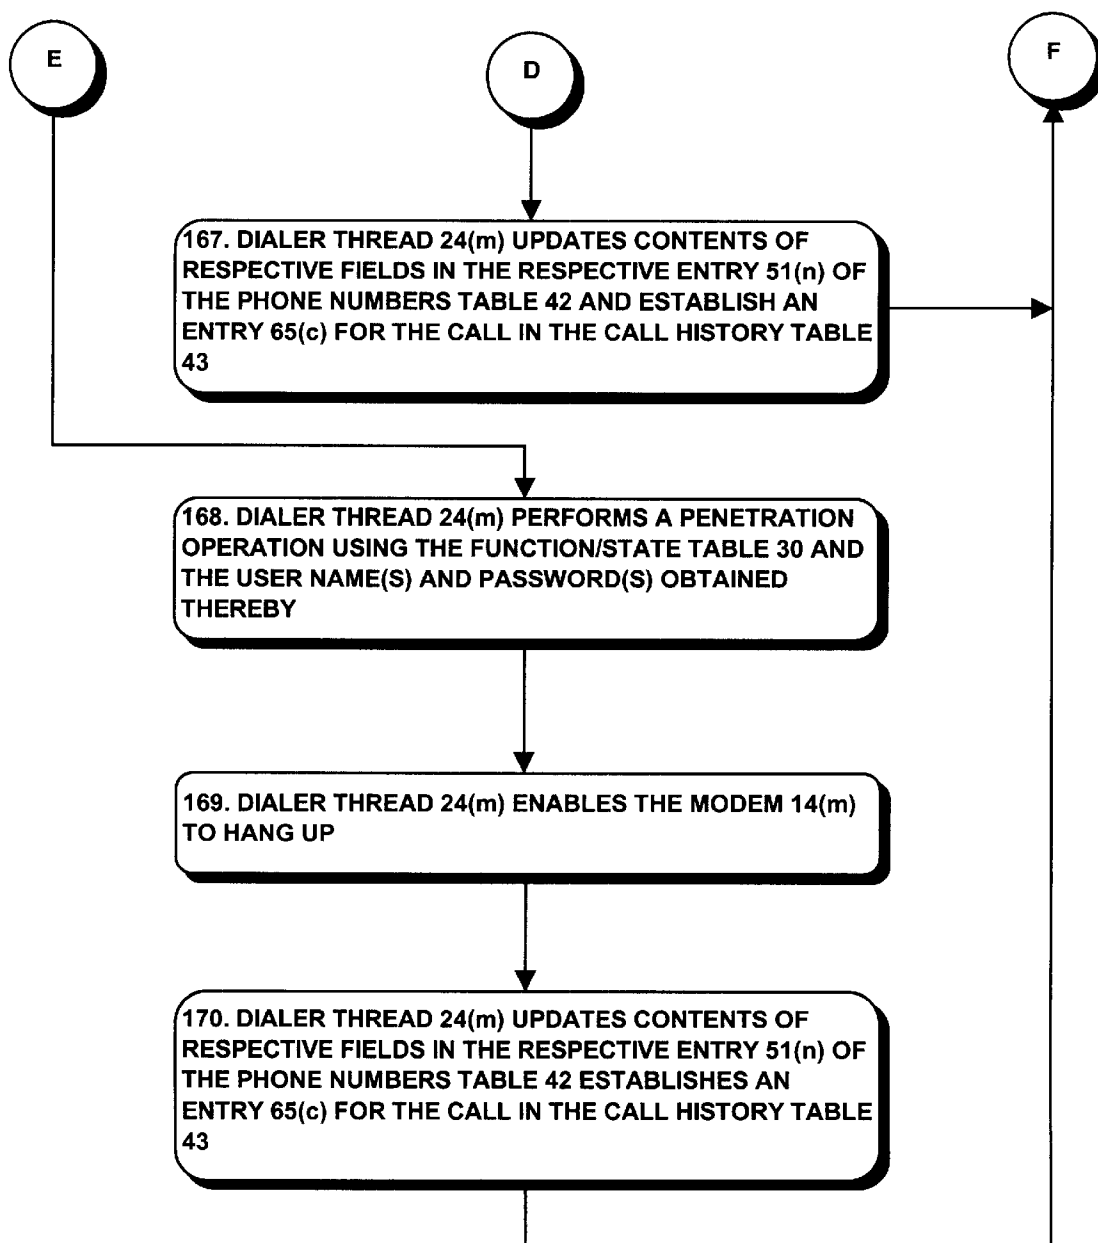 E
D
F
167. DIALER THREAD 24(m) UPDATES CONTENTS OF
RESPECTIVE FIELDS IN THE RESPECTIVE ENTRY 51(n) OF
THE PHONE NUMBERS TABLE 42 AND ESTABLISH AN
ENTRY 65(c) FOR THE CALL IN THE CALL HISTORY TABLE
43
168. DIALER THREAD 24(m) PERFORMS A PENETRATION
OPERATION USING THE FUNCTION/STATE TABLE 30 AND
THE USER NAME(S) AND PASSWORD(S) OBTAINED
THEREBY
169. DIALER THREAD 24(m) ENABLES THE MODEM 14(m)
TO HANG UP
170. DIALER THREAD 24(m) UPDATES CONTENTS OF
RESPECTIVE FIELDS IN THE RESPECTIVE ENTRY 51(n) OF
THE PHONE NUMBERS TABLE 42 ESTABLISHES AN
ENTRY 65(c) FOR THE CALL IN THE CALL HISTORY TABLE
43